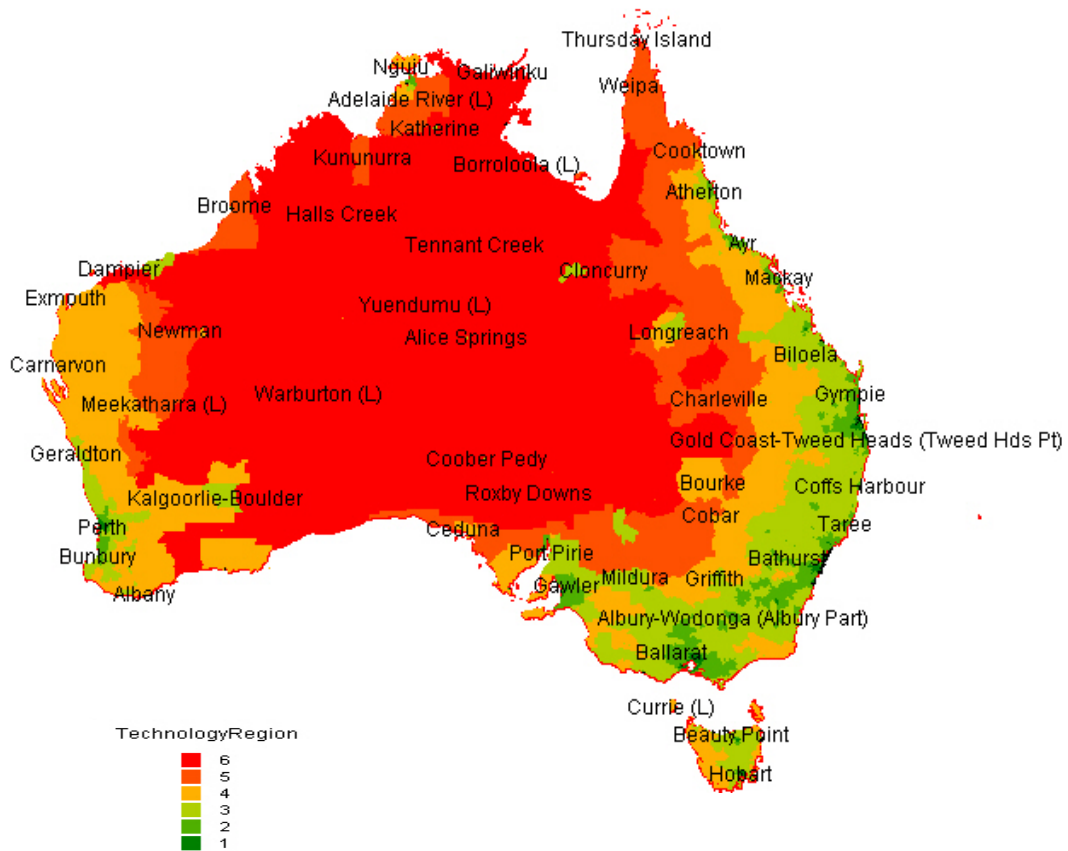 Thursday Island
Nguiu
Galiwinku
Weipa
Adelaide River (L)
Katherine
Cooktown
Kununurra
Borroloola (L)
Atherton
Broome
Halls Creek
Tennant Creek
Ayr
Dampier
Cloncurry
Mackay
Exmouth
Yuendumu (L)
Newman
Longreach
Alice Springs
Biloela
Carnarvon
Warburton (L)
Gympie
Meekatharra (L)
Charleville
Gold Coast-Tweed Heads (Tweed Hds Pt)
Geraldton
Coober Pedy
Bourke
Coffs Harbour
Kalgoorlie-Boulder
Roxby Downs
Cobar
Taree
Perth
Ceduna
Port Pirie
Bathurst
Bunbury
Mildura
Griffith
Gawler
Albany
Albury-Wodonga (Albury Part)
Ballarat
Currie (L)
Beauty Point
Hobart
TechnologyRegion
6
5
4
3
2
1